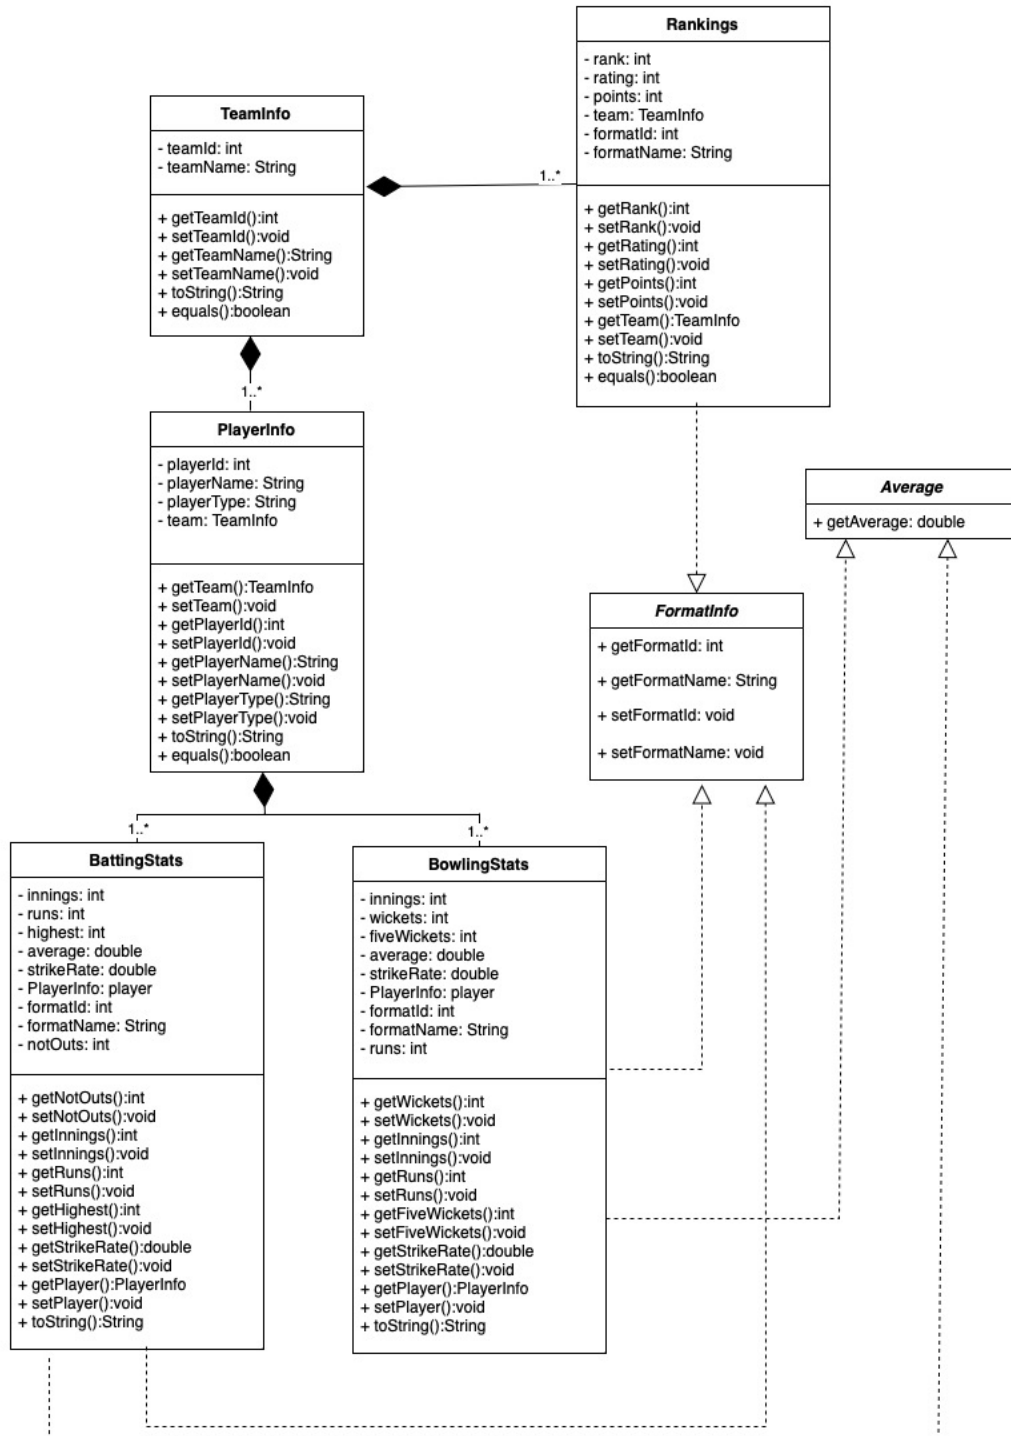 Rankings
- rank: int
- rating: int
- points: int
- team: TeamInfo
- formatId: int
- formatName: String
+ getRank():int
+ setRank():void
+ getRating():int
+ setRating():void
+ getPoints():int
+ setPoints():void
+ getTeam():TeamInfo
+ setTeam():void
+ toString():String
+ equals():boolean
TeamInfo
- teamId: int
- teamName: String
+ getTeamId():int
+ setTeamId():void
+ getTeamName():String
+ setTeamName():void
+ toString():String
+ equals():boolean
1..*
1..*
PlayerInfo
- playerId: int
- playerName: String
- playerType: String
- team: TeamInfo
+ getTeam():TeamInfo
+ setTeam():void
+ getPlayerId():int
+ setPlayerId():void
+ getPlayerName():String
+ setPlayerName():void
+ getPlayerType():String
+ setPlayerType():void
+ toString():String
+ equals():boolean
Average
+ getAverage: double
FormatInfo
+ getFormatId: int
+ getFormatName: String
+ setFormatId: void
+ setFormatName: void
1..*
1..*
BattingStats
- innings: int
- runs: int
- highest: int
- average: double
- strikeRate: double
- PlayerInfo: player
- formatId: int
- formatName: String
- notOuts: int
+ getNotOuts():int
+ setNotOuts():void
+ getInnings():int
+ setInnings():void
+ getRuns():int
+ setRuns():void
+ getHighest():int
+ setHighest():void
+ getStrikeRate():double
+ setStrikeRate():void
+ getPlayer():PlayerInfo
+ setPlayer():void
+ toString():String
BowlingStats
- innings: int
- wickets: int
- fiveWickets: int
- average: double
- strikeRate: double
- PlayerInfo: player
- formatId: int
- formatName: String
- runs: int
+ getWickets():int
+ setWickets():void
+ getInnings():int
+ setInnings():void
+ getRuns():int
+ setRuns():void
+ getFiveWickets():int
+ setFiveWickets():void
+ getStrikeRate():double
+ setStrikeRate():void
+ getPlayer():PlayerInfo
+ setPlayer():void
+ toString():String